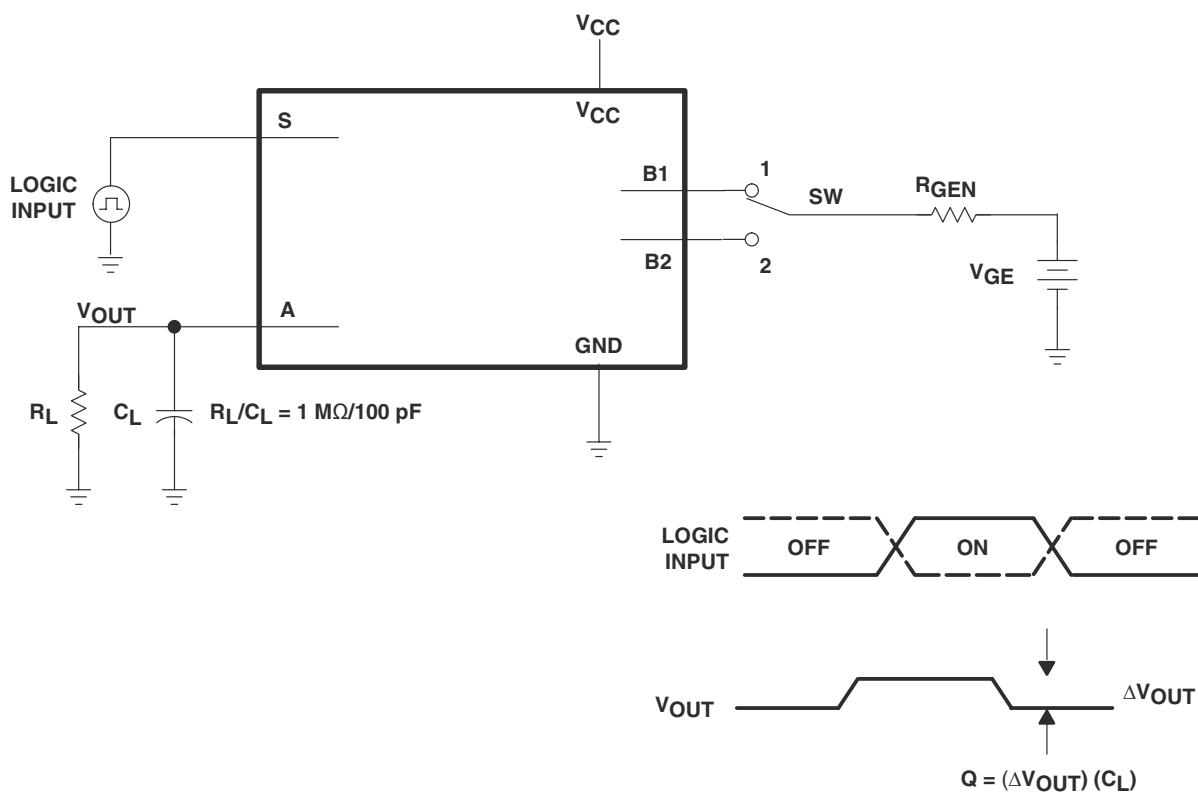 VCC
VCC
S
LOGIC
INPUT
B1
1
SW
RGEN
B2
2
VGE
VOUT
A
GND
RL
CL
RL/CL = 1 MΩ/100 pF
LOGIC
INPUT
OFF
ON
OFF
VOUT
ΔVOUT
Q = (ΔVOUT) (CL)